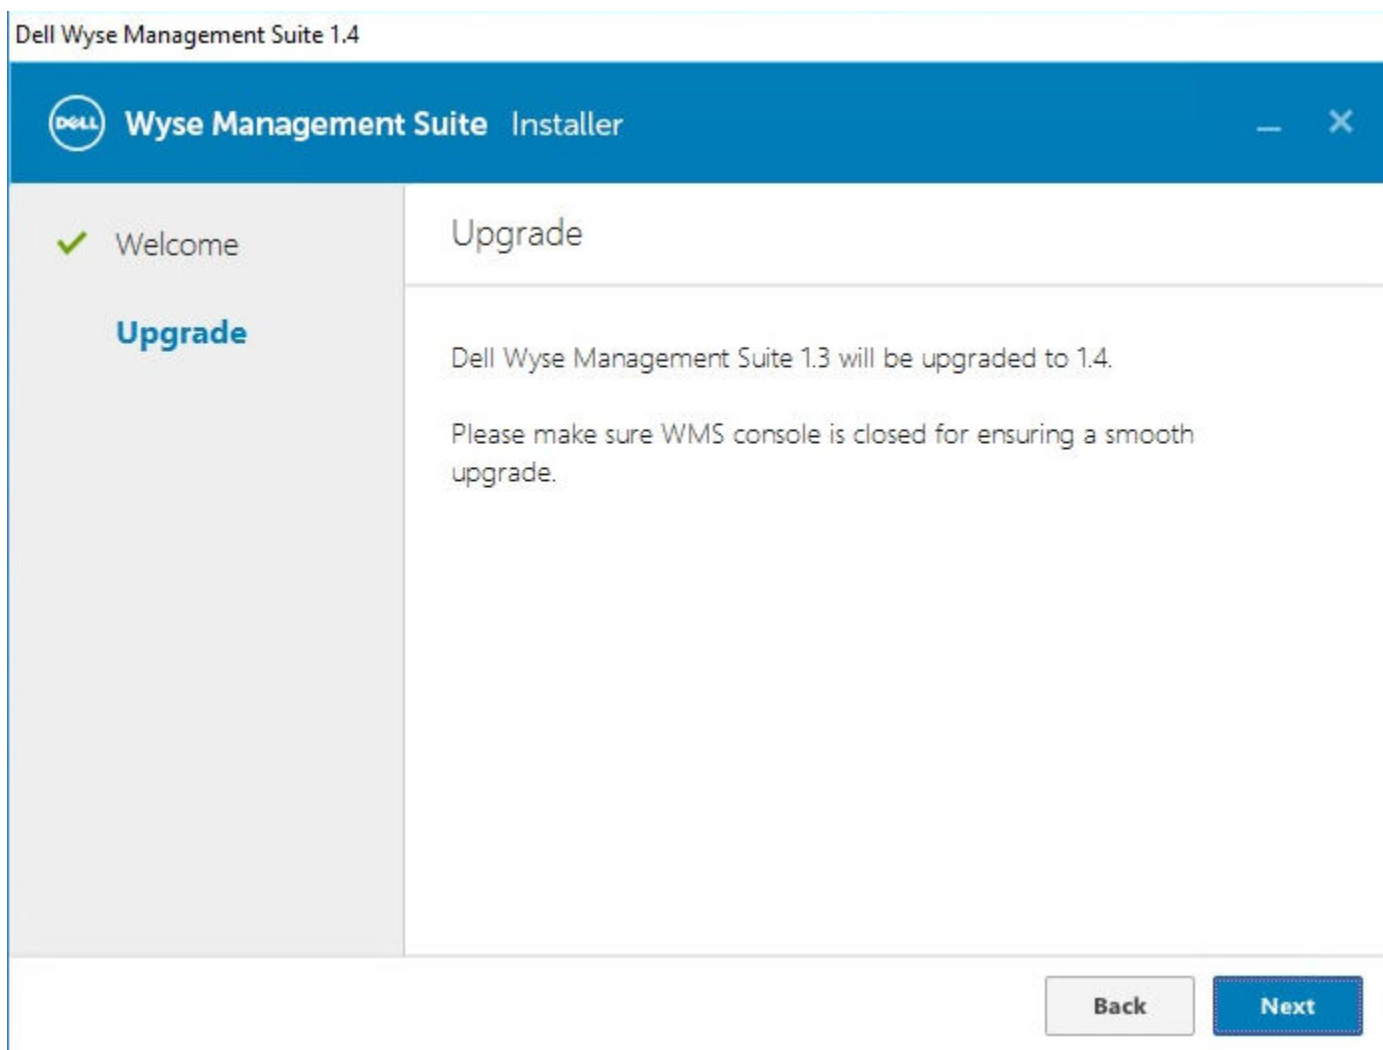 Dell Wyse Management Suite 1.4
DELL Wyse Management Suite Installer
Welcome
Upgrade
Upgrade
Dell Wyse Management Suite 1.3 will be upgraded to 1.4.
Please make sure WMS console is closed for ensuring a smooth
upgrade.
Back Next